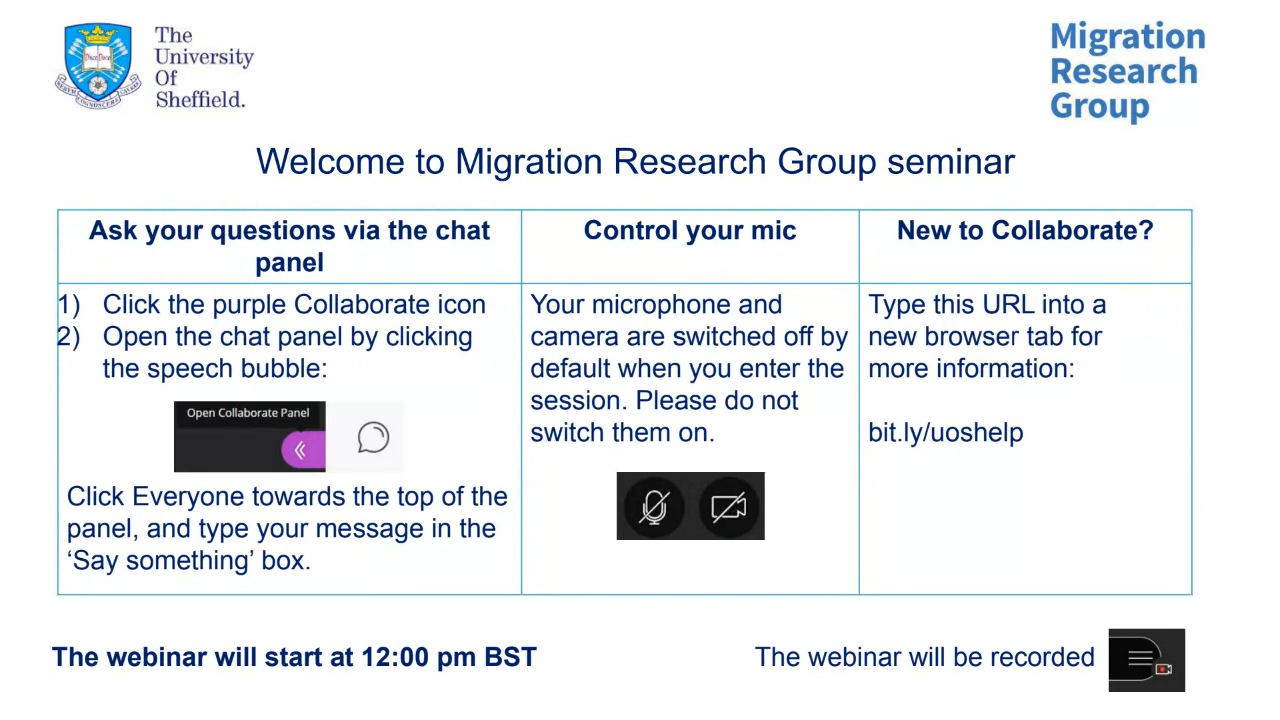 The
University
Of
Sheffield.
Migration
Research
Group
Welcome to Migration Research Group seminar
Ask your questions via the chat
panel
1) Click the purple Collaborate icon
2) Open the chat panel by clicking
the speech bubble:
Open Collaborate Panel
Click Everyone towards the top of the
panel, and type your message in the
‘Say something’ box.
Control your mic
Your microphone and
camera are switched off by
default when you enter the
session. Please do not
switch them on.
New to Collaborate?
Type this URL into a
new browser tab for
more information:
bit.ly/uoshelp
The webinar will start at 12:00 pm BST
The webinar will be recorded